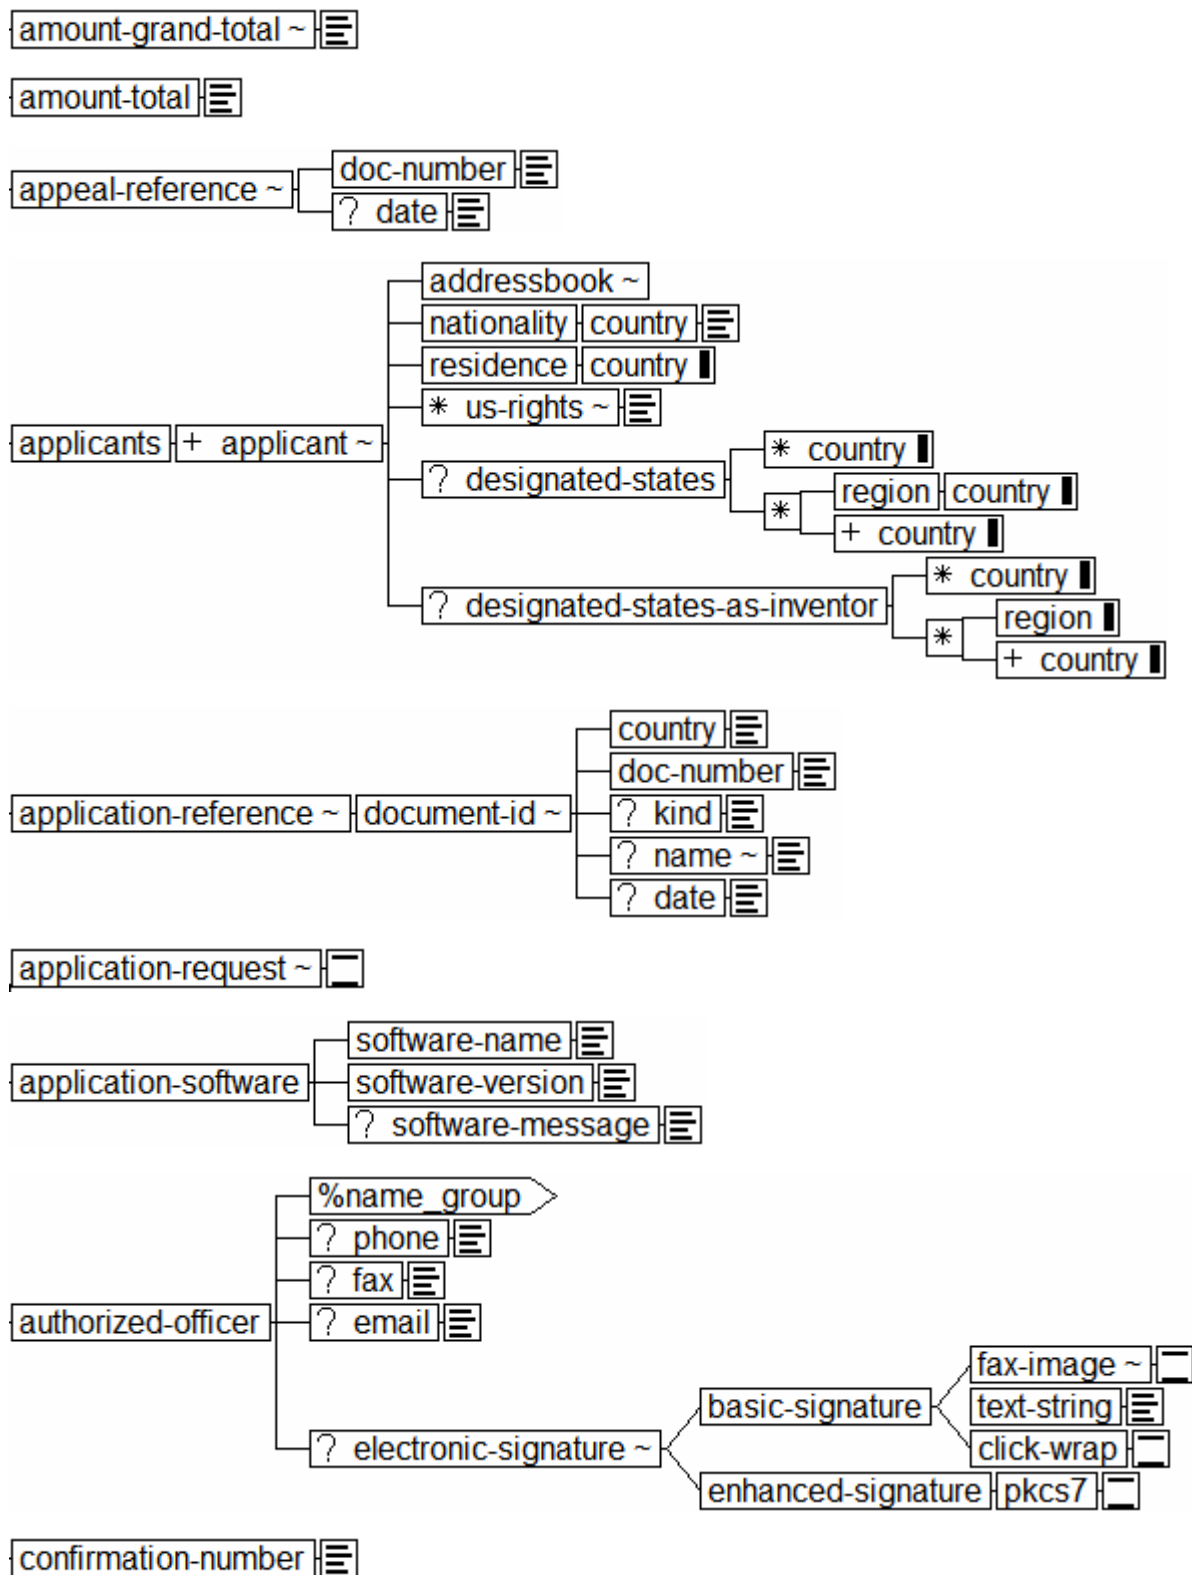 amount-grand-total ~
amount-total
appeal-reference ~
doc-number
? date
applicants + applicant ~
addressbook ~
nationality country
residence country
* us-rights ~
? designated-states
* country
*
region country
+ country
? designated-states-as-inventor
* country
*
region
+ country
application-reference ~ document-id ~
country
doc-number
? kind
? name ~
? date
application-request ~
application-software
software-name
software-version
? software-message
authorized-officer
%name_group
? phone
? fax
? email
? electronic-signature ~
basic-signature
fax-image ~
text-string
click-wrap
enhanced-signature pkcs7
confirmation-number